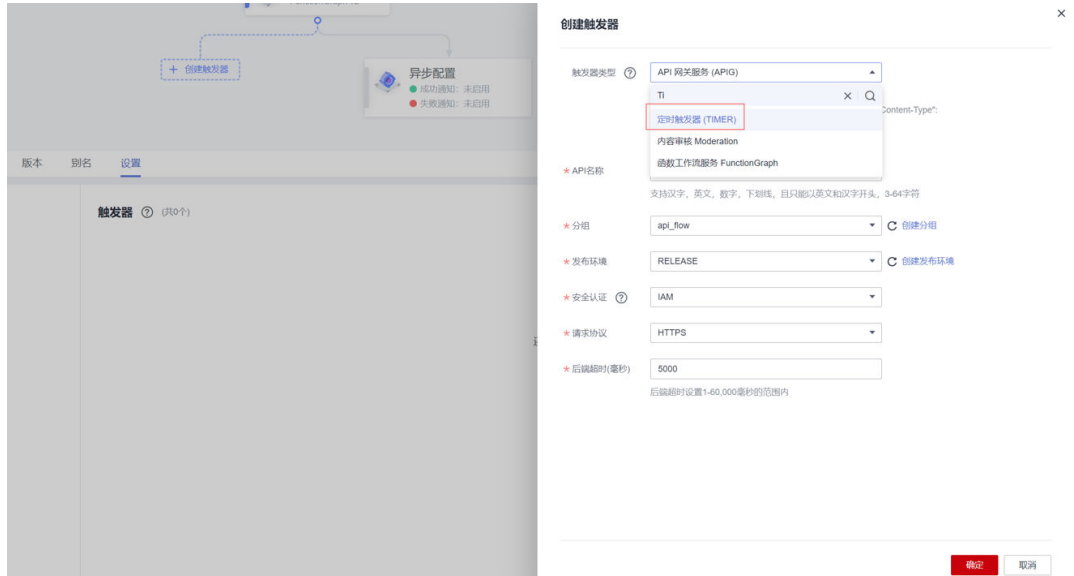 + 创建触发器
异步配置
成功通知：未启用
失败通知：未启用
版本 别名 设置
触发器 (共0个)
创建触发器
触发器类型 API 网关服务 (APIG)
Ti
Content-Type":
定时触发器 (TIMER)
内容审核 Moderation
函数工作流服务 FunctionGraph
* API名称
支持汉字，英文，数字，下划线，且只能以英文和汉字开头，3-64字符
* 分组 api_flow 创建分组
* 发布环境 RELEASE 创建发布环境
* 安全认证 IAM
* 请求协议 HTTPS
* 后端超时(毫秒) 5000
后端超时设置1-60,000毫秒的范围内
确定 取消